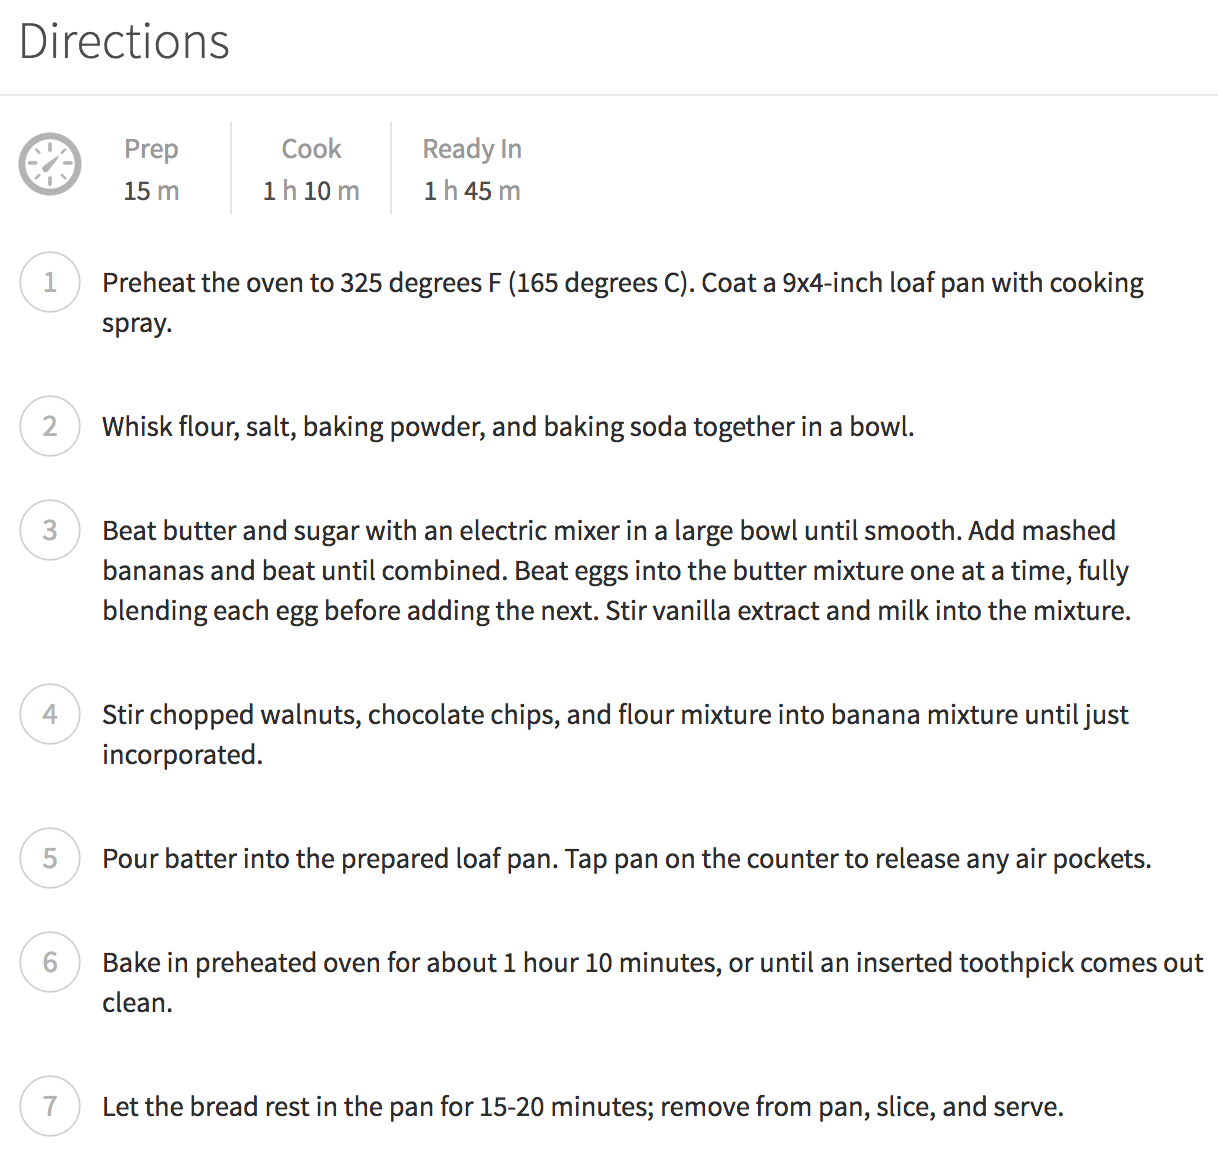 Directions
Prep Cook Ready In
15 m 1 h 10 m 1 h 45 m
1 Preheat the oven to 325 degrees F (165 degrees C). Coat a 9x4-inch loaf pan with cooking
spray.
2 Whisk flour, salt, baking powder, and baking soda together in a bowl.
3 Beat butter and sugar with an electric mixer in a large bowl until smooth. Add mashed
bananas and beat until combined. Beat eggs into the butter mixture one at a time, fully
blending each egg before adding the next. Stir vanilla extract and milk into the mixture.
4 Stir chopped walnuts, chocolate chips, and flour mixture into banana mixture until just
incorporated.
5 Pour batter into the prepared loaf pan. Tap pan on the counter to release any air pockets.
6 Bake in preheated oven for about 1 hour 10 minutes, or until an inserted toothpick comes out
clean.
7 Let the bread rest in the pan for 15-20 minutes; remove from pan, slice, and serve.